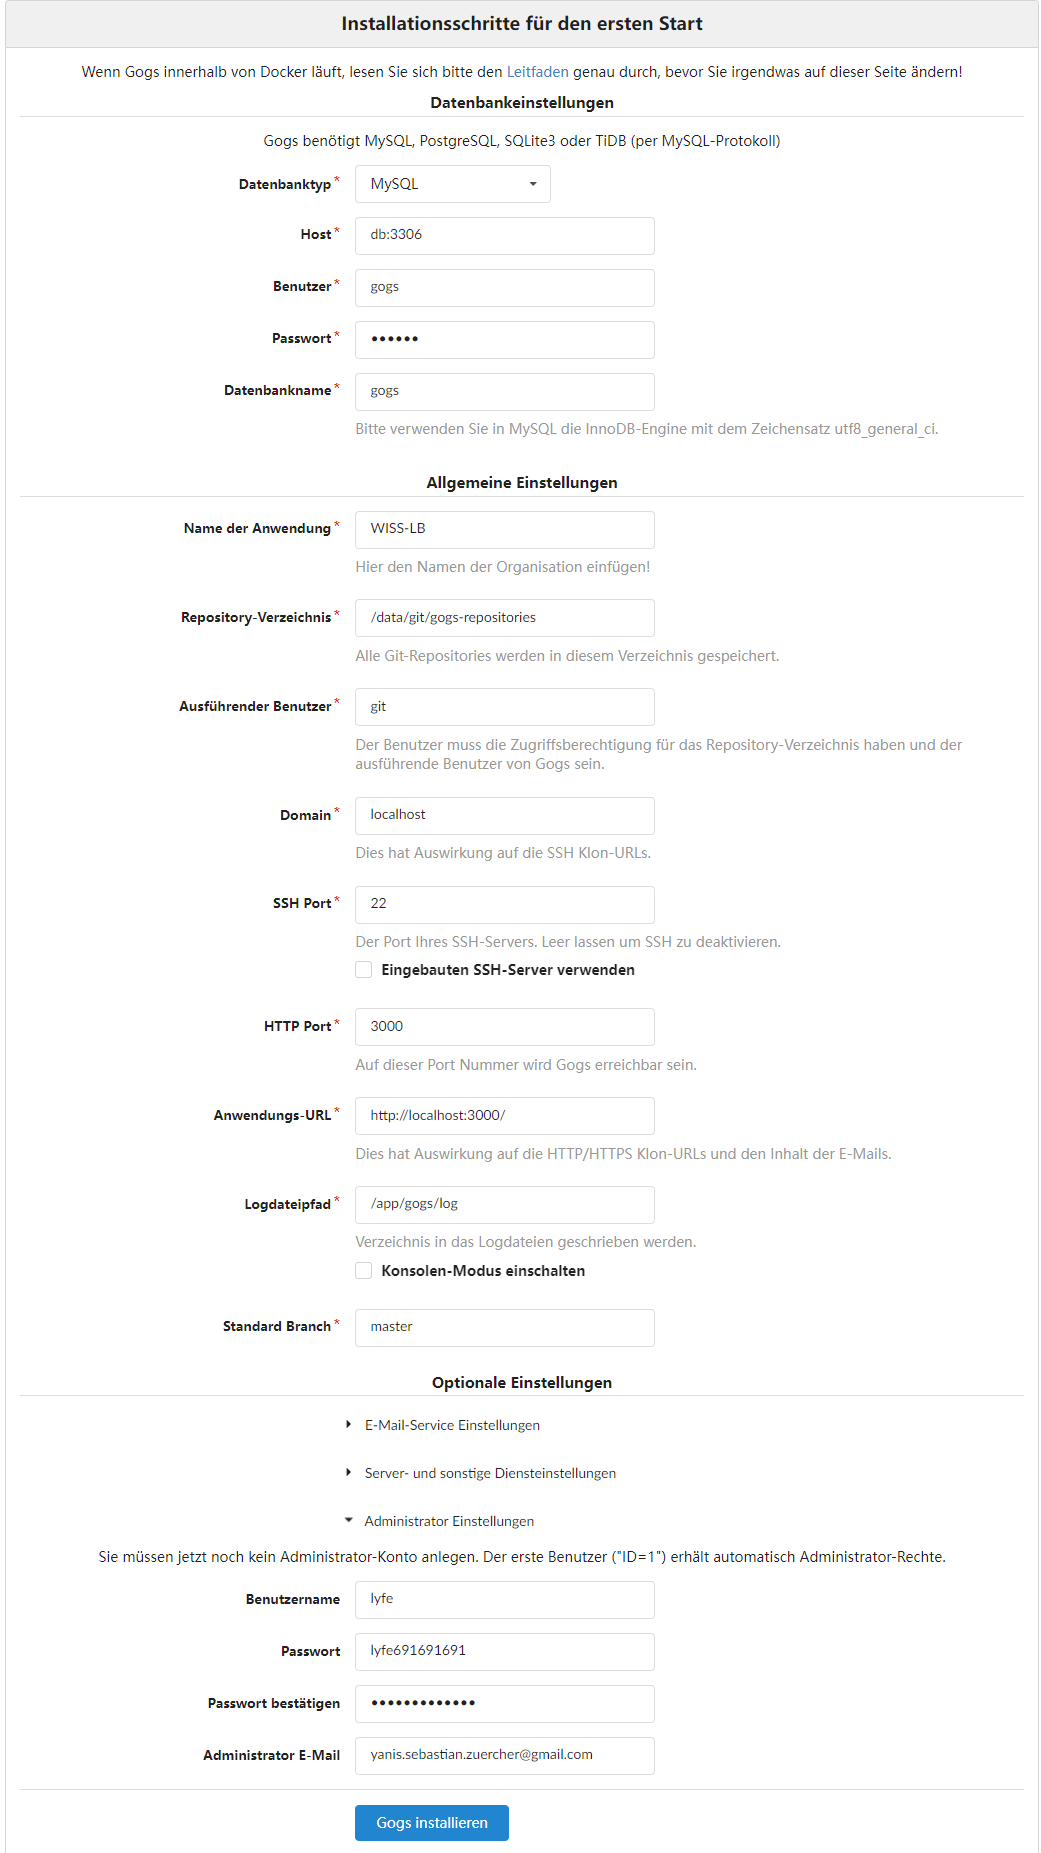 Installationsschritte für den ersten Start
Wenn Gogs innerhalb von Docker läuft, lesen Sie sich bitte den Leitfaden genau durch, bevor Sie irgendwas auf dieser Seite ändern!
Datenbankeinstellungen
Gogs benötigt MySQL, PostgreSQL, SQLite3 oder TiDB (per MySQL-Protokoll)
Datenbanktyp* MySQL
Host* db:3306
Benutzer* gogs
Passwort* ••••••
Datenbankname* gogs
Bitte verwenden Sie in MySQL die InnoDB-Engine mit dem Zeichensatz utf8_general_ci.
Allgemeine Einstellungen
Name der Anwendung* WISS-LB
Hier den Namen der Organisation einfügen!
Repository-Verzeichnis* /data/git/gogs-repositories
Alle Git-Repositories werden in diesem Verzeichnis gespeichert.
Ausführender Benutzer* git
Der Benutzer muss die Zugriffsberechtigung für das Repository-Verzeichnis haben und der
ausführende Benutzer von Gogs sein.
Domain* localhost
Dies hat Auswirkung auf die SSH Klon-URLs.
SSH Port* 22
Der Port Ihres SSH-Servers. Leer lassen um SSH zu deaktivieren.
Eingebauten SSH-Server verwenden
HTTP Port* 3000
Auf dieser Port Nummer wird Gogs erreichbar sein.
Anwendungs-URL* http://localhost:3000/
Dies hat Auswirkung auf die HTTP/HTTPS Klon-URLs und den Inhalt der E-Mails.
Logdateipfad* /app/gogs/log
Verzeichnis in das Logdateien geschrieben werden.
Konsolen-Modus einschalten
Standard Branch* master
Optionale Einstellungen
E-Mail-Service Einstellungen
Server- und sonstige Diensteinstellungen
Administrator Einstellungen
Sie müssen jetzt noch kein Administrator-Konto anlegen. Der erste Benutzer ("ID=1") erhält automatisch Administrator-Rechte.
Benutzername lyfe
Passwort lyfe691691691
Passwort bestätigen •••••••••••••
Administrator E-Mail yanis.sebastian.zuercher@gmail.com
Gogs installieren